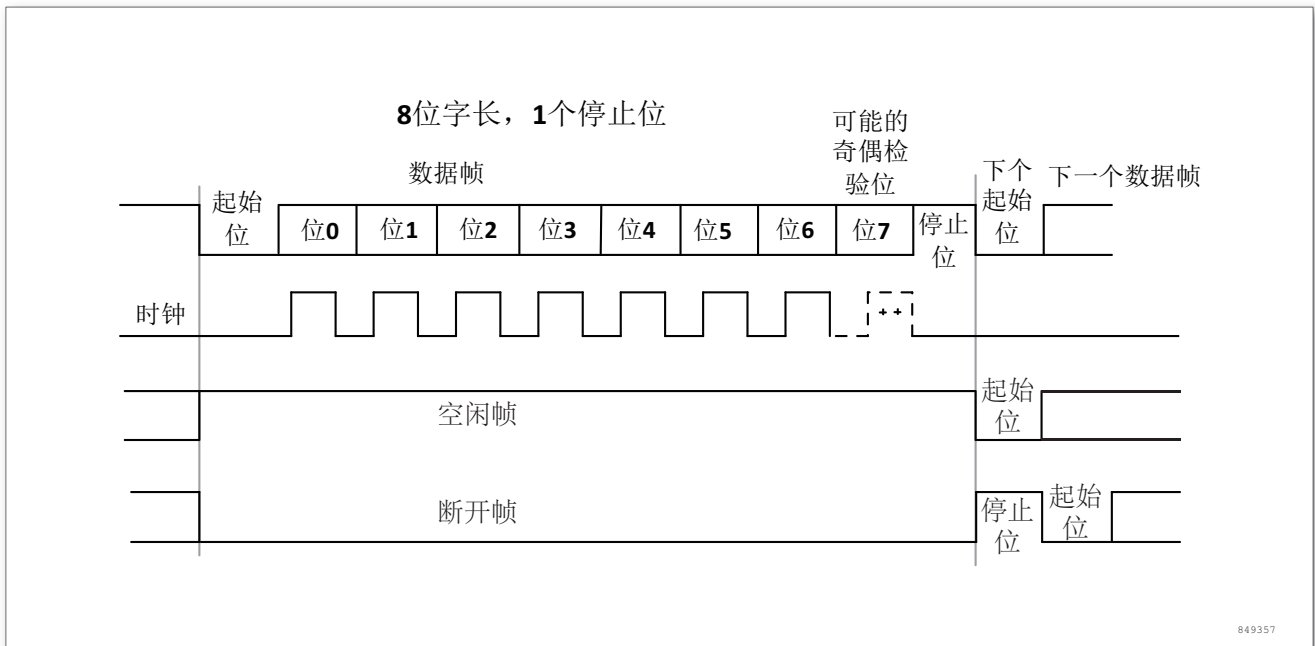 8位字长，1个停止位
可能的
奇偶检
验位
数据帧
下个
起始
位
下一个数据帧
起始
位
位0
位1
位2
位3
位4
位5
位6
位7
停止
位
时钟
++
空闲帧
起始
位
断开帧
停止
位
起始
位
849357